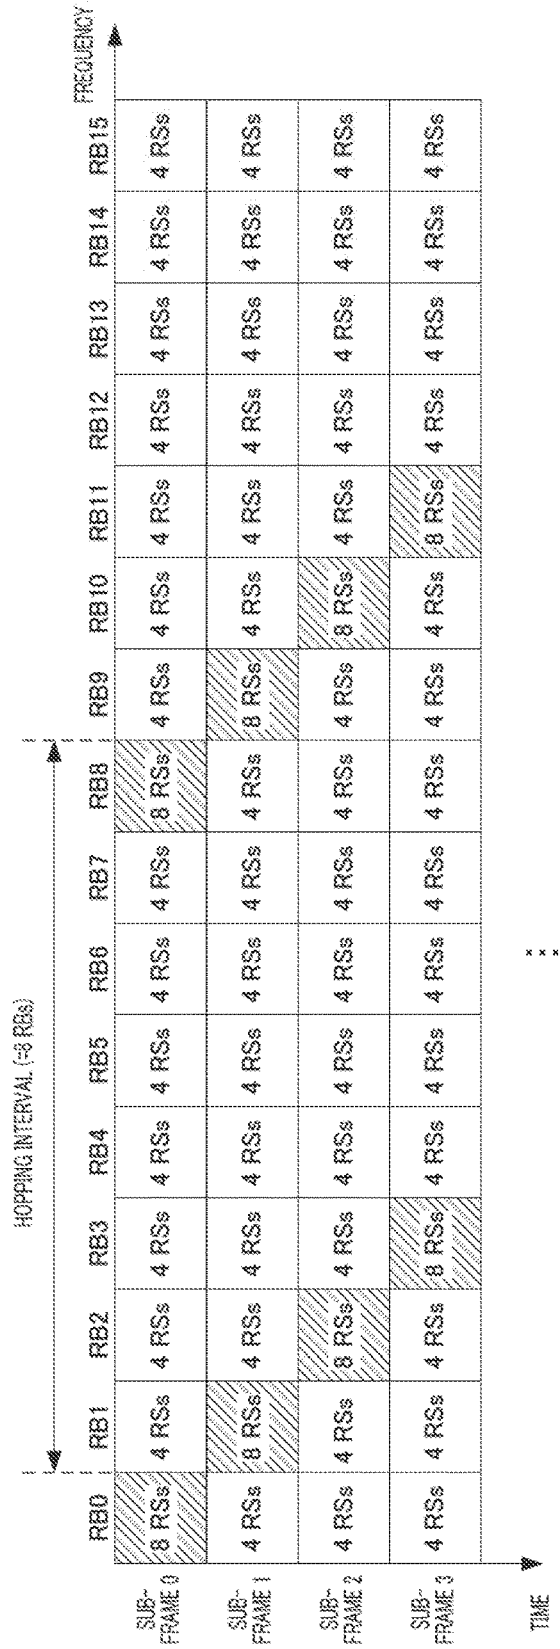 HOPPING INTERVAL (=8 RBs)
RB0 RB1 RB2 RB3 RB4 RB5 RB6 RB7 RB8 RB9 RB10 RB11 RB12 RB13 RB14 RB15 FREQUENCY
SUB-
FRAME 0
8 RSs 4 RSs 4 RSs 4 RSs 4 RSs 4 RSs 4 RSs 4 RSs 8 RSs 4 RSs 4 RSs 4 RSs 4 RSs 4 RSs 4 RSs 4 RSs
SUB-
FRAME 1
4 RSs 8 RSs 4 RSs 4 RSs 4 RSs 4 RSs 4 RSs 4 RSs 4 RSs 8 RSs 4 RSs 4 RSs 4 RSs 4 RSs 4 RSs 4 RSs
SUB-
FRAME 2
4 RSs 4 RSs 8 RSs 4 RSs 4 RSs 4 RSs 4 RSs 4 RSs 4 RSs 4 RSs 8 RSs 4 RSs 4 RSs 4 RSs 4 RSs 4 RSs
SUB-
FRAME 3
4 RSs 4 RSs 4 RSs 8 RSs 4 RSs 4 RSs 4 RSs 4 RSs 4 RSs 4 RSs 4 RSs 8 RSs 4 RSs 4 RSs 4 RSs 4 RSs
TIME